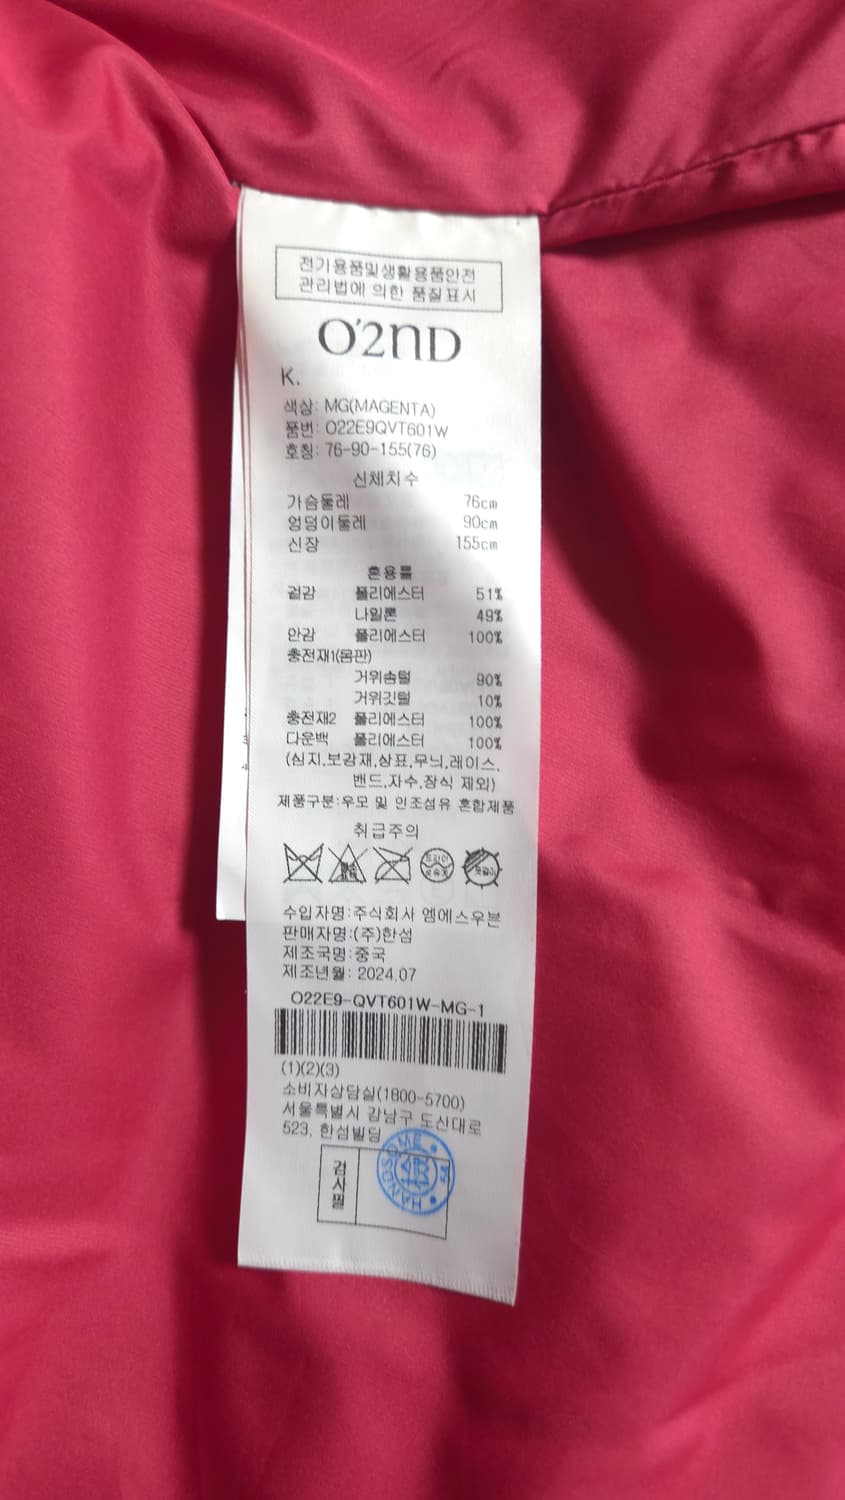 전기용품및생활용품안전
관리법에 의한 품질표시
O'2ND
K.
색상: MG(MAGENTA)
품번: O22E9QVT601W
호칭: 76-90-155(76)
신체치수
가슴둘레 76cm
엉덩이둘레 90cm
신장 155cm
혼용률
겉감 폴리에스터 51%
나일론 49%
안감 폴리에스터 100%
충전재1(몸판)
거위솜털 90%
거위깃털 10%
충전재2 폴리에스터 100%
다운백 폴리에스터 100%
(심지,보강재,상표,무늬,레이스,
밴드,자수,장식 제외)
제품구분:우모 및 인조섬유 혼합제품
취급주의
드라이
수입자명:주식회사 엠에스우븐
판매자명:(주)한섬
제조국명:중국
제조년월: 2024.07
O22E9-QVT601W-MG-1
(1)(2)(3)
소비자상담실(1800-5700)
서울특별시 강남구 도산대로
523, 한섬빌딩
검사필
HANDSOME